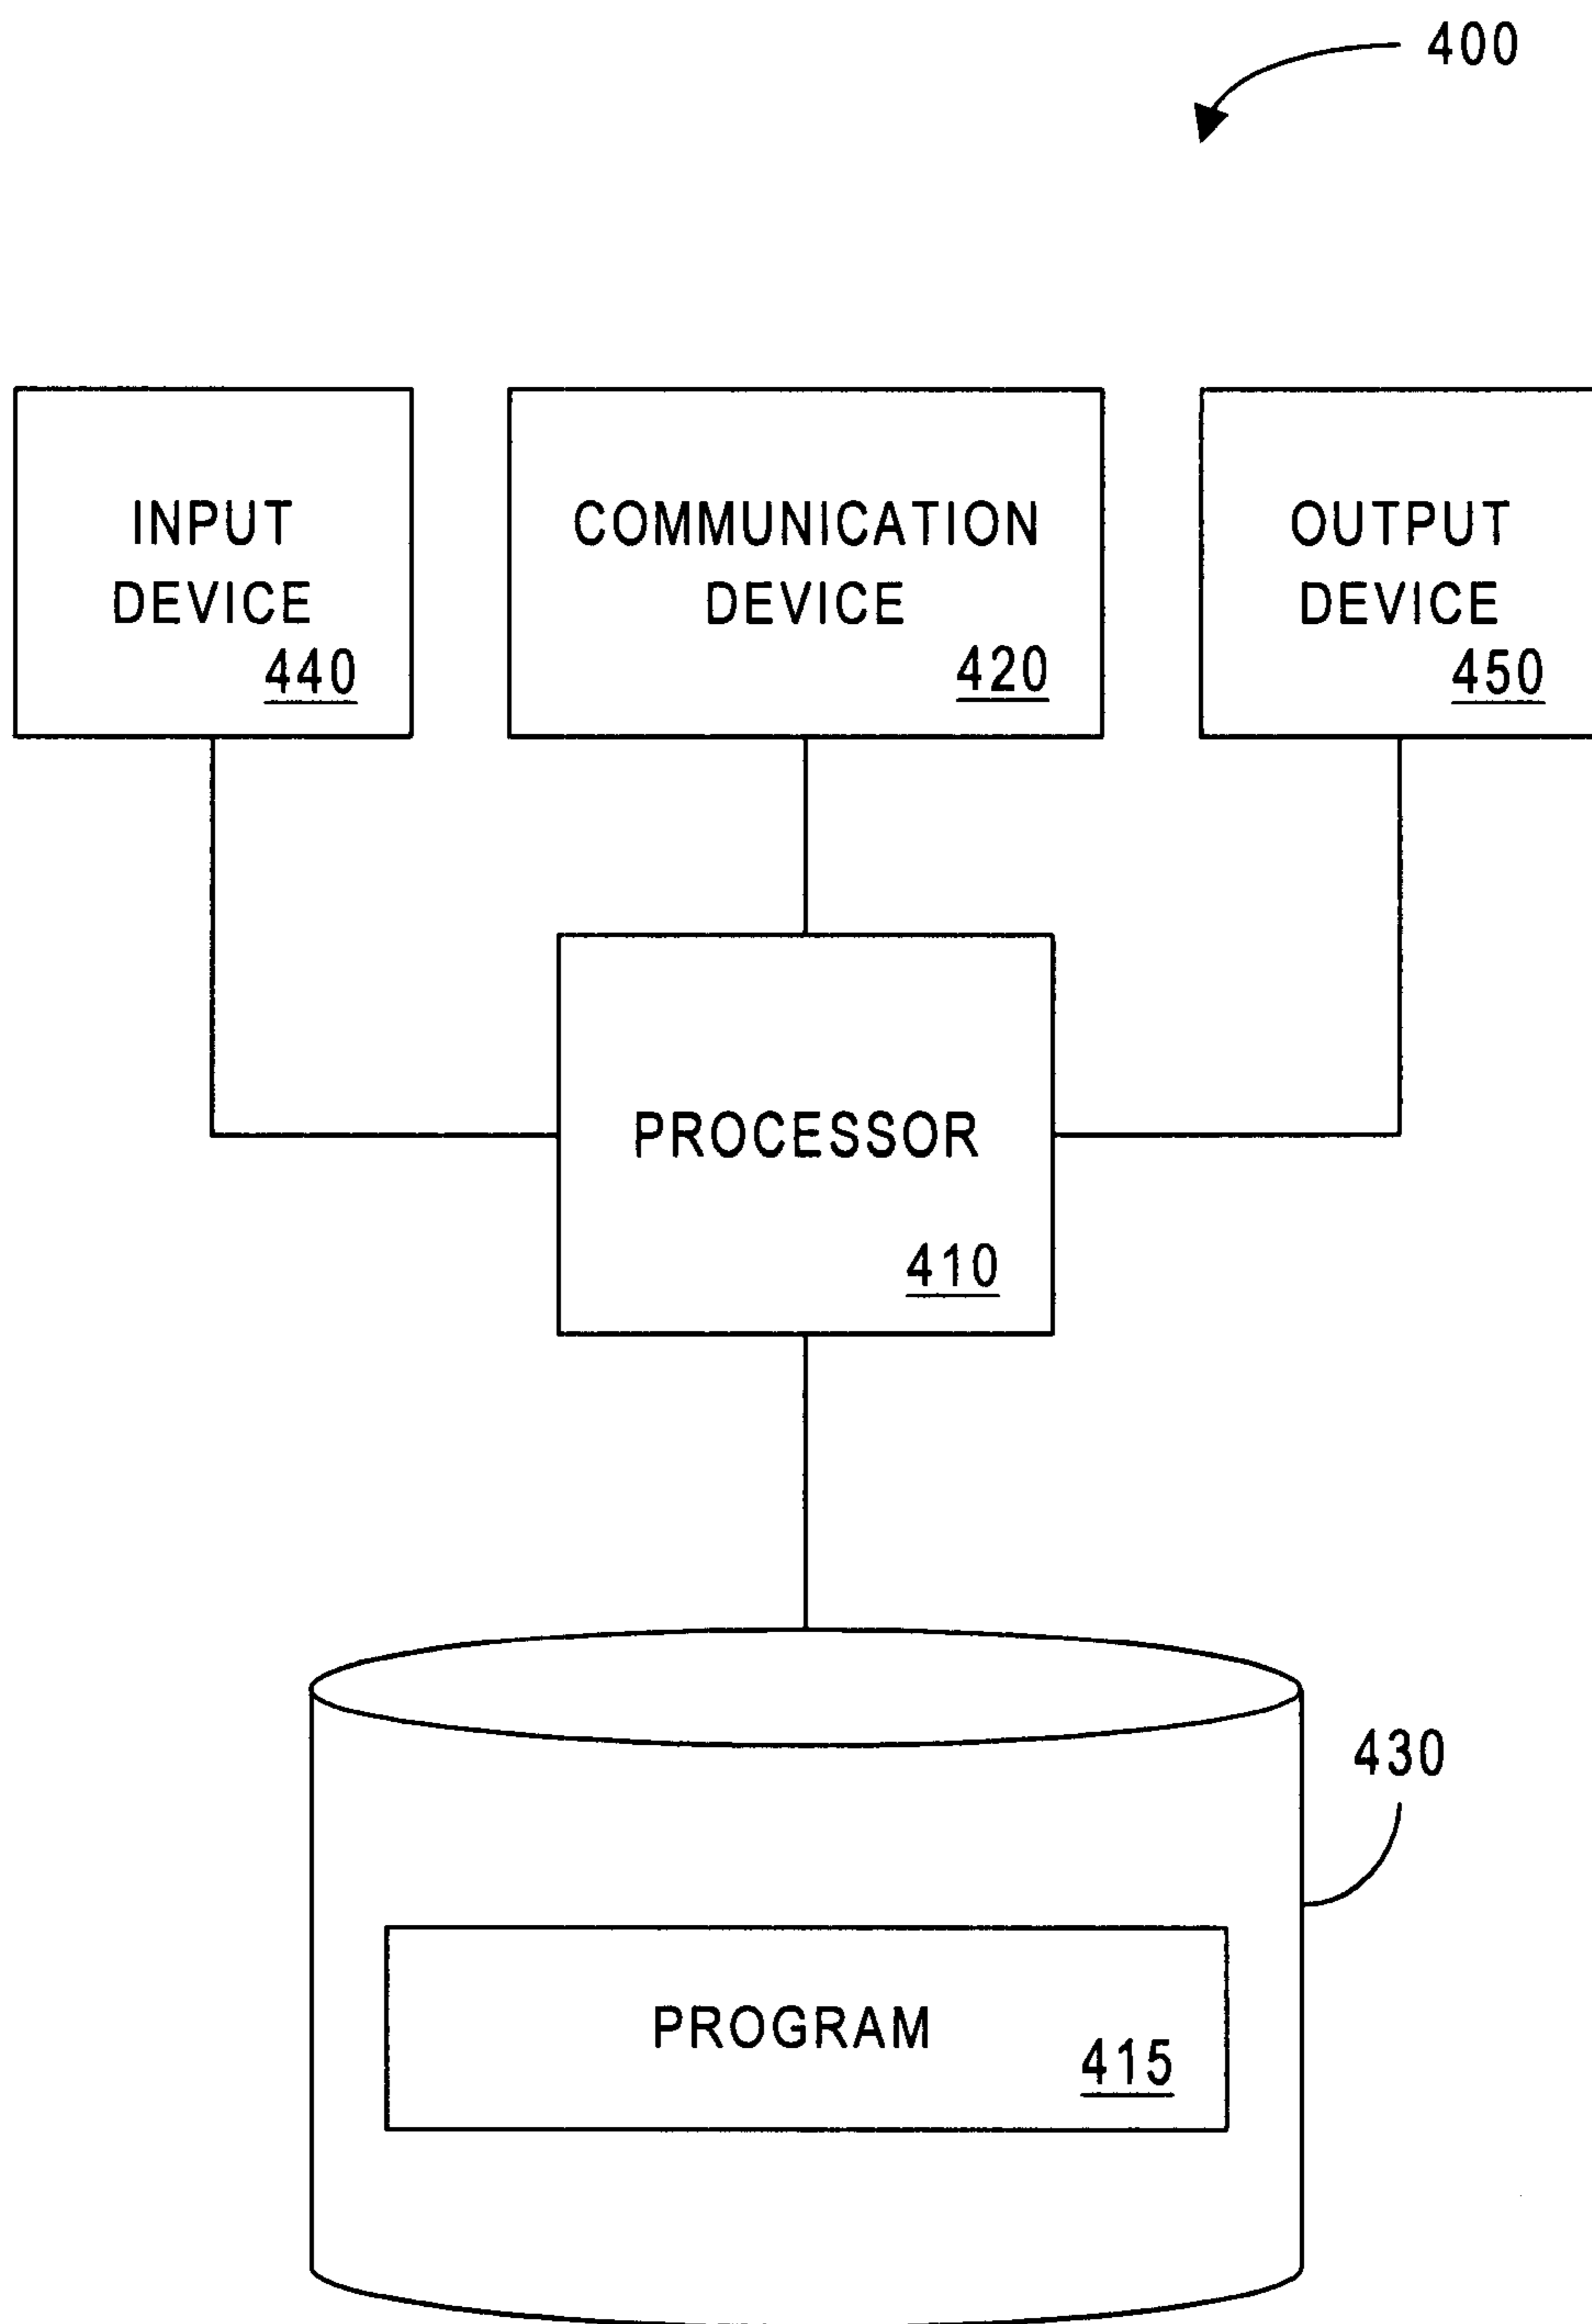 400
INPUT
DEVICE
440
COMMUNICATION
DEVICE
420
OUTPUT
DEVICE
450
PROCESSOR
410
430
PROGRAM
415